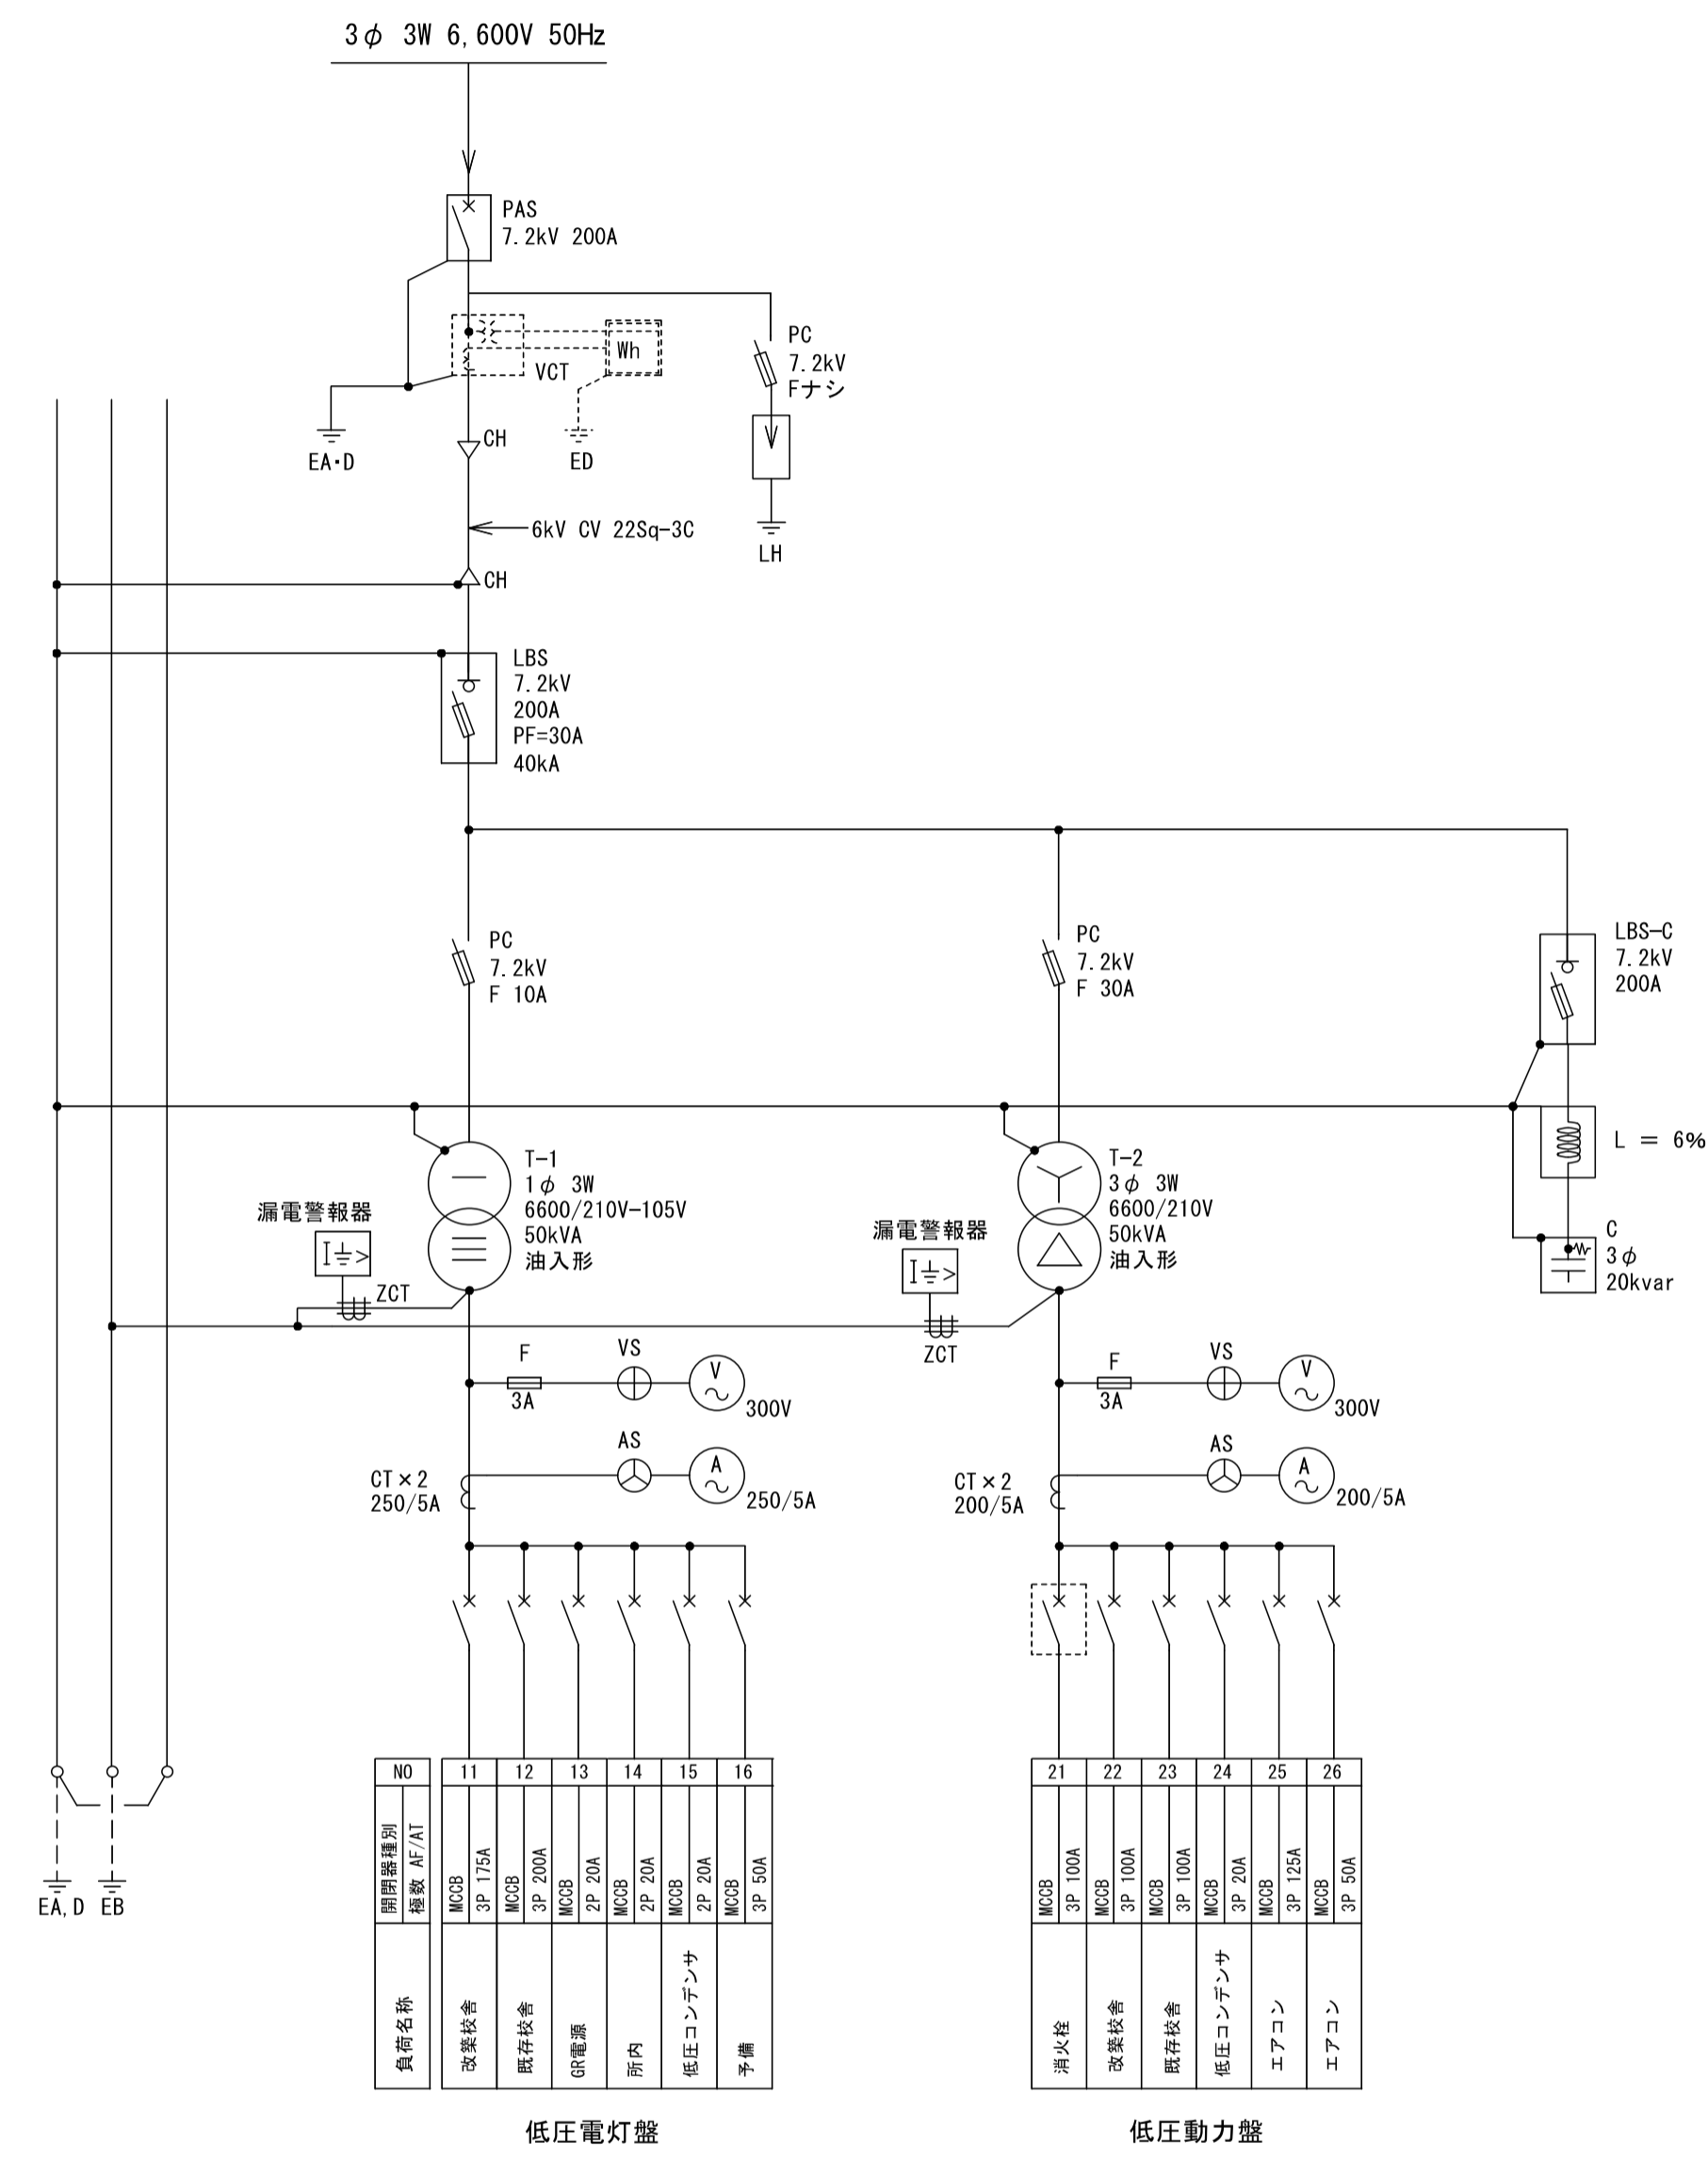 3φ 3W 6,600V 50Hz
PAS
7.2kV 200A
VCT
Wh
PC
7.2kV
Fナシ
EA・D
CH
ED
LH
6kV CV 22Sq-3C
CH
LBS
7.2kV
200A
PF=30A
40kA
PC
7.2kV
F 10A
PC
7.2kV
F 30A
LBS-C
7.2kV
200A
L = 6%
T-1
1φ 3W
6600/210V-105V
50kVA
油入形
T-2
3φ 3W
6600/210V
50kVA
油入形
漏電警報器
I>
ZCT
漏電警報器
I>
ZCT
C
3φ
20kvar
F
3A
VS
V
300V
F
3A
VS
V
300V
CT×2
250/5A
AS
A
250/5A
CT×2
200/5A
AS
A
200/5A
NO 11 12 13 14 15 16
開閉器種別 MCCB MCCB MCCB MCCB MCCB MCCB
極数 AF/AT 3P 175A 3P 200A 2P 20A 2P 20A 2P 20A 3P 50A
負荷名称 改築校舎 既存校舎 GR電源 所内 低圧コンデンサ 予備
21 22 23 24 25 26
MCCB MCCB MCCB MCCB MCCB MCCB
3P 100A 3P 100A 3P 100A 3P 20A 3P 125A 3P 50A
消火栓 改築校舎 既存校舎 低圧コンデンサ エアコン エアコン
EA,D EB
低圧電灯盤
低圧動力盤